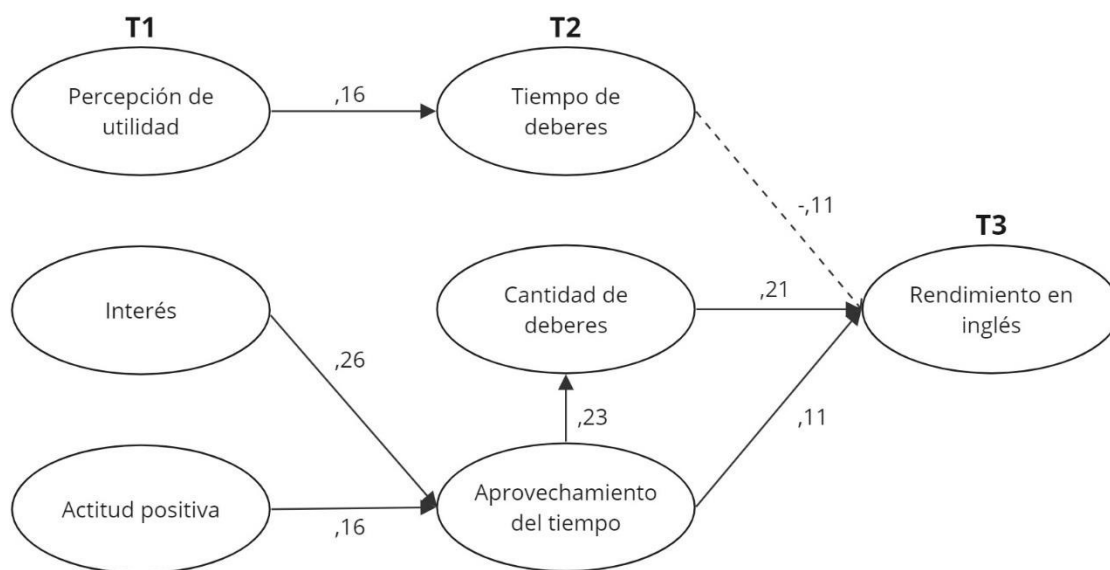 T1
T2
Percepción de
utilidad
,16
Tiempo de
deberes
-,11
T3
Interés
,26
Cantidad de
deberes
,21
Rendimiento en
inglés
,23
,11
Actitud positiva
,16
Aprovechamiento
del tiempo